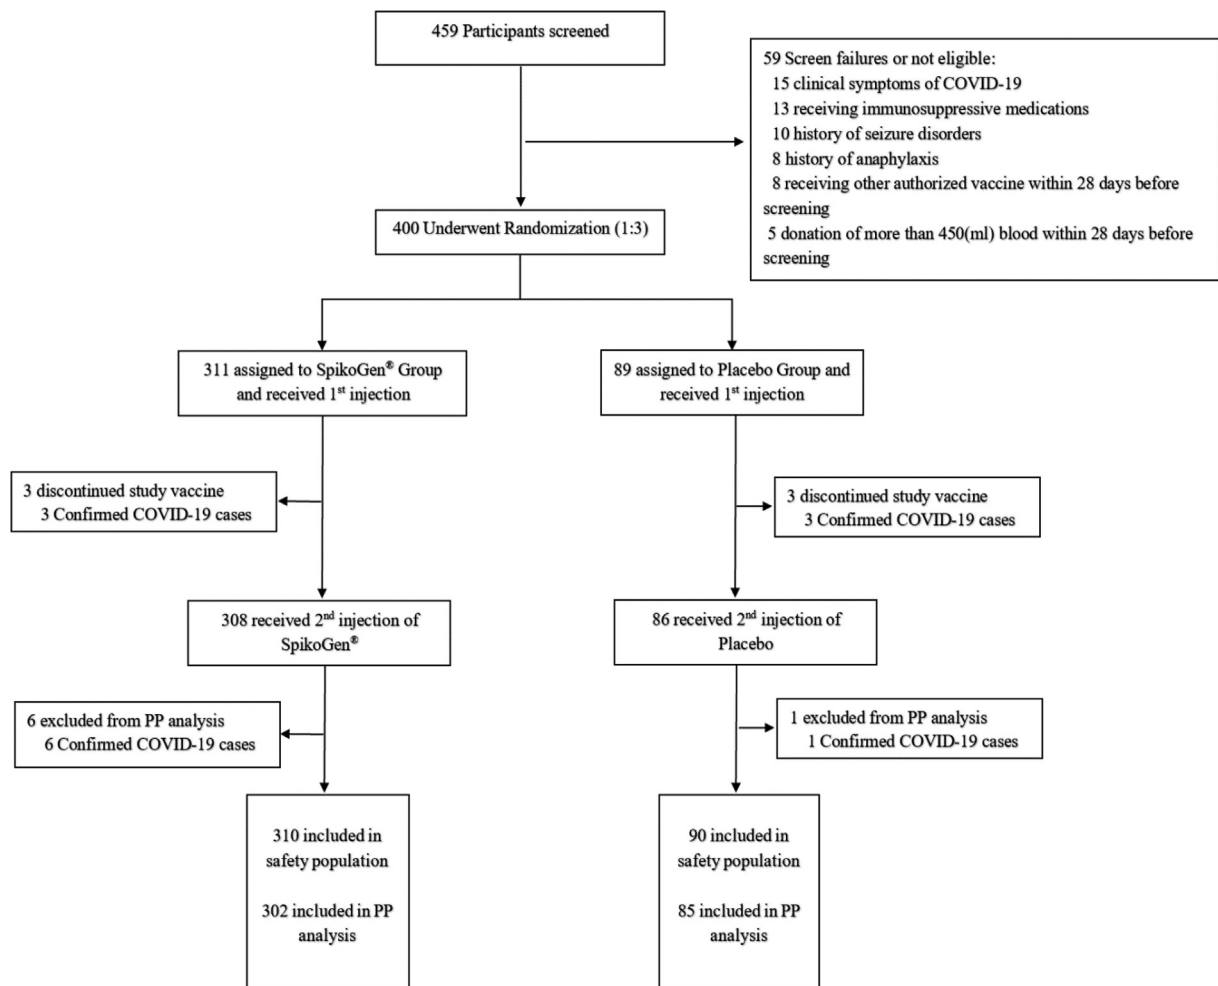 459 Participants screened
59 Screen failures or not eligible:
15 clinical symptoms of COVID-19
13 receiving immunosuppressive medications
10 history of seizure disorders
8 history of anaphylaxis
8 receiving other authorized vaccine within 28 days before
screening
5 donation of more than 450(ml) blood within 28 days before
screening
400 Underwent Randomization (1:3)
311 assigned to SpikoGen® Group
and received 1st injection
89 assigned to Placebo Group and
received 1st injection
3 discontinued study vaccine
3 Confirmed COVID-19 cases
3 discontinued study vaccine
3 Confirmed COVID-19 cases
308 received 2nd injection of
SpikoGen®
86 received 2nd injection of
Placebo
6 excluded from PP analysis
6 Confirmed COVID-19 cases
1 excluded from PP analysis
1 Confirmed COVID-19 cases
310 included in
safety population
302 included in PP
analysis
90 included in
safety population
85 included in PP
analysis